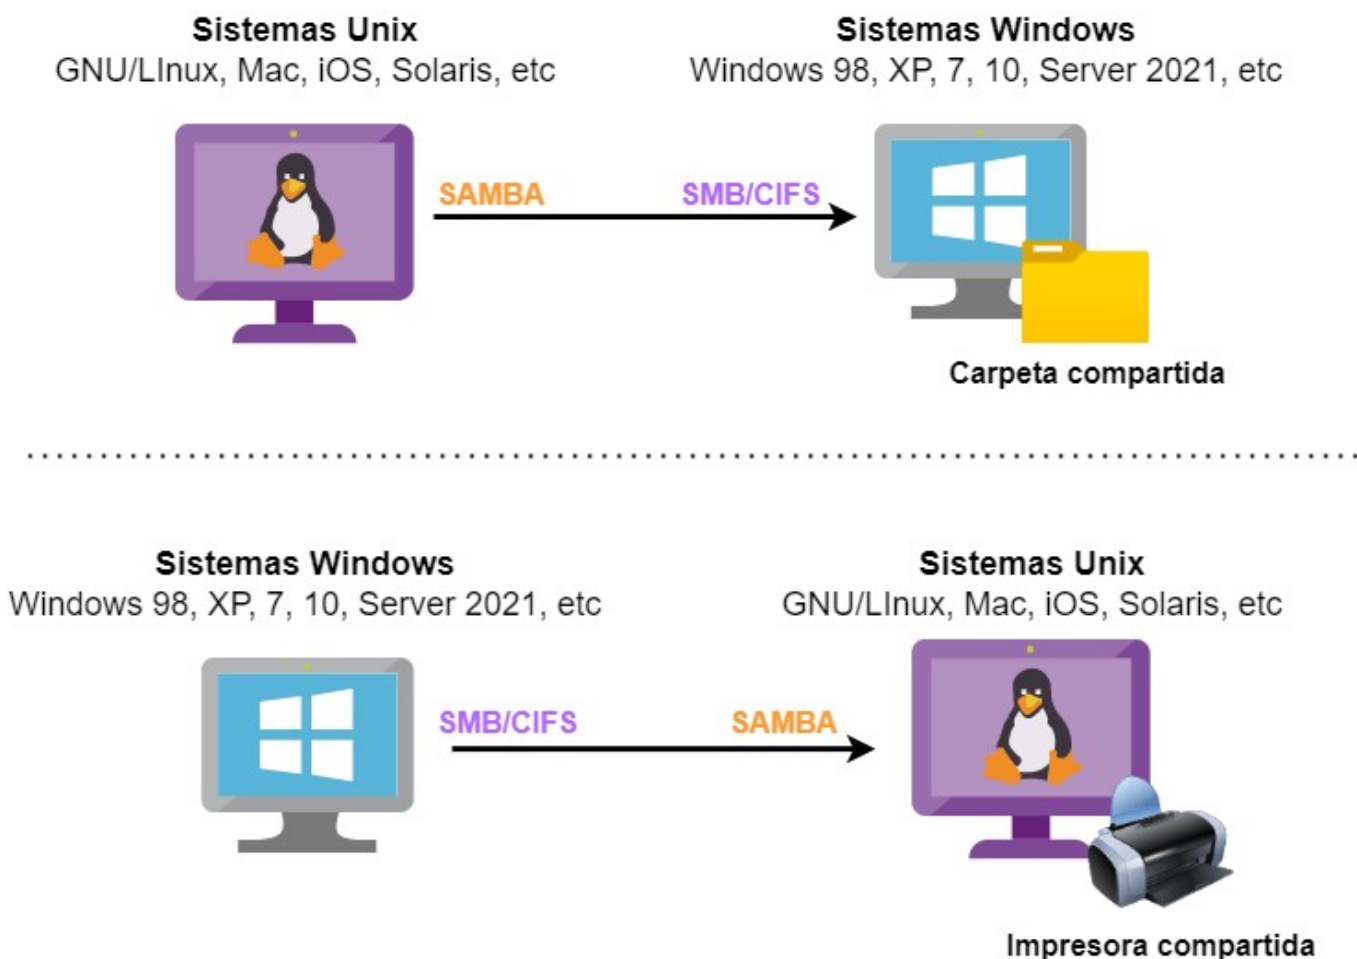 Sistemas Unix
GNU/LInux, Mac, iOS, Solaris, etc
Sistemas Windows
Windows 98, XP, 7, 10, Server 2021, etc
SAMBA
SMB/CIFS
Carpeta compartida
Sistemas Windows
Windows 98, XP, 7, 10, Server 2021, etc
Sistemas Unix
GNU/LInux, Mac, iOS, Solaris, etc
SMB/CIFS
SAMBA
Impresora compartida